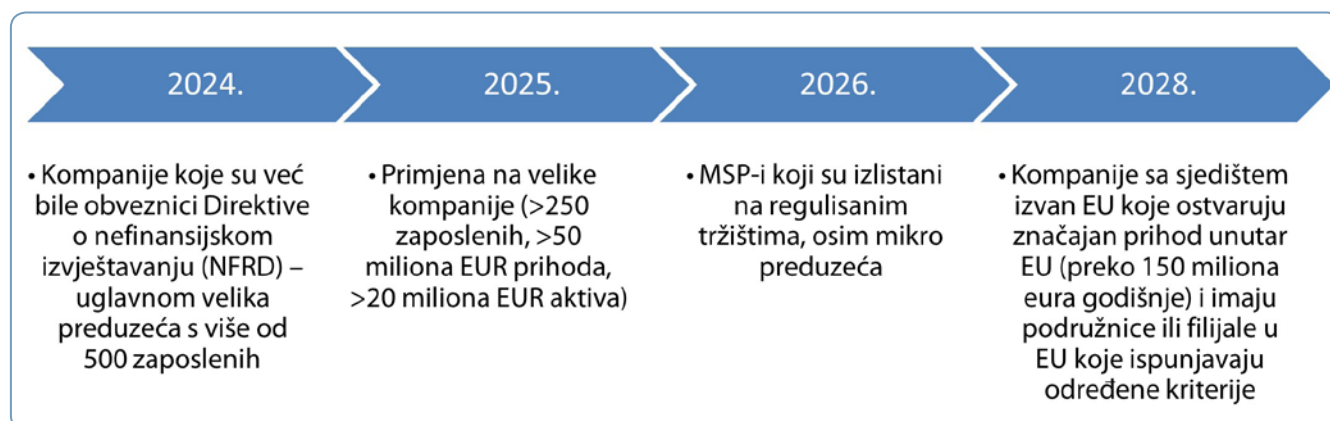 2024.
2025.
2026.
2028.
• Kompanije koje su već
bile obveznici Direktive
o nefinansijskom
izvještavanju (NFRD) –
uglavnom velika
preduzeća s više od
500 zaposlenih
• Primjena na velike
kompanije (>250
zaposlenih, >50
miliona EUR prihoda,
>20 miliona EUR aktiva)
• MSP-i koji su izlistani
na regulisanim
tržištima, osim mikro
preduzeća
• Kompanije sa sjedištem
izvan EU koje ostvaruju
značajan prihod unutar
EU (preko 150 miliona
eura godišnje) i imaju
podružnice ili filijale u
EU koje ispunjavaju
određene kriterije